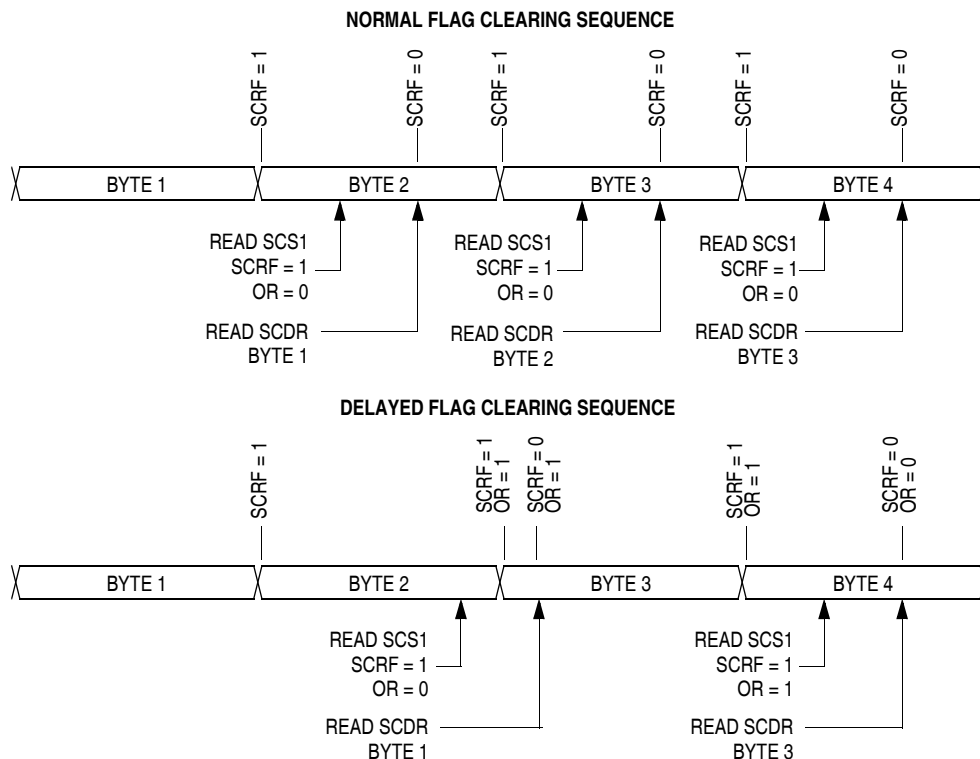 NORMAL FLAG CLEARING SEQUENCE
SCRF = 1
SCRF = 0
SCRF = 1
SCRF = 0
SCRF = 1
SCRF = 0
BYTE 1
BYTE 2
BYTE 3
BYTE 4
READ SCS1
SCRF = 1
OR = 0
READ SCS1
SCRF = 1
OR = 0
READ SCS1
SCRF = 1
OR = 0
READ SCDR
BYTE 1
READ SCDR
BYTE 2
READ SCDR
BYTE 3
DELAYED FLAG CLEARING SEQUENCE
SCRF = 1
SCRF = 1
OR = 1
SCRF = 0
OR = 1
SCRF = 1
OR = 1
SCRF = 0
OR = 0
BYTE 1
BYTE 2
BYTE 3
BYTE 4
READ SCS1
SCRF = 1
OR = 0
READ SCS1
SCRF = 1
OR = 1
READ SCDR
BYTE 1
READ SCDR
BYTE 3